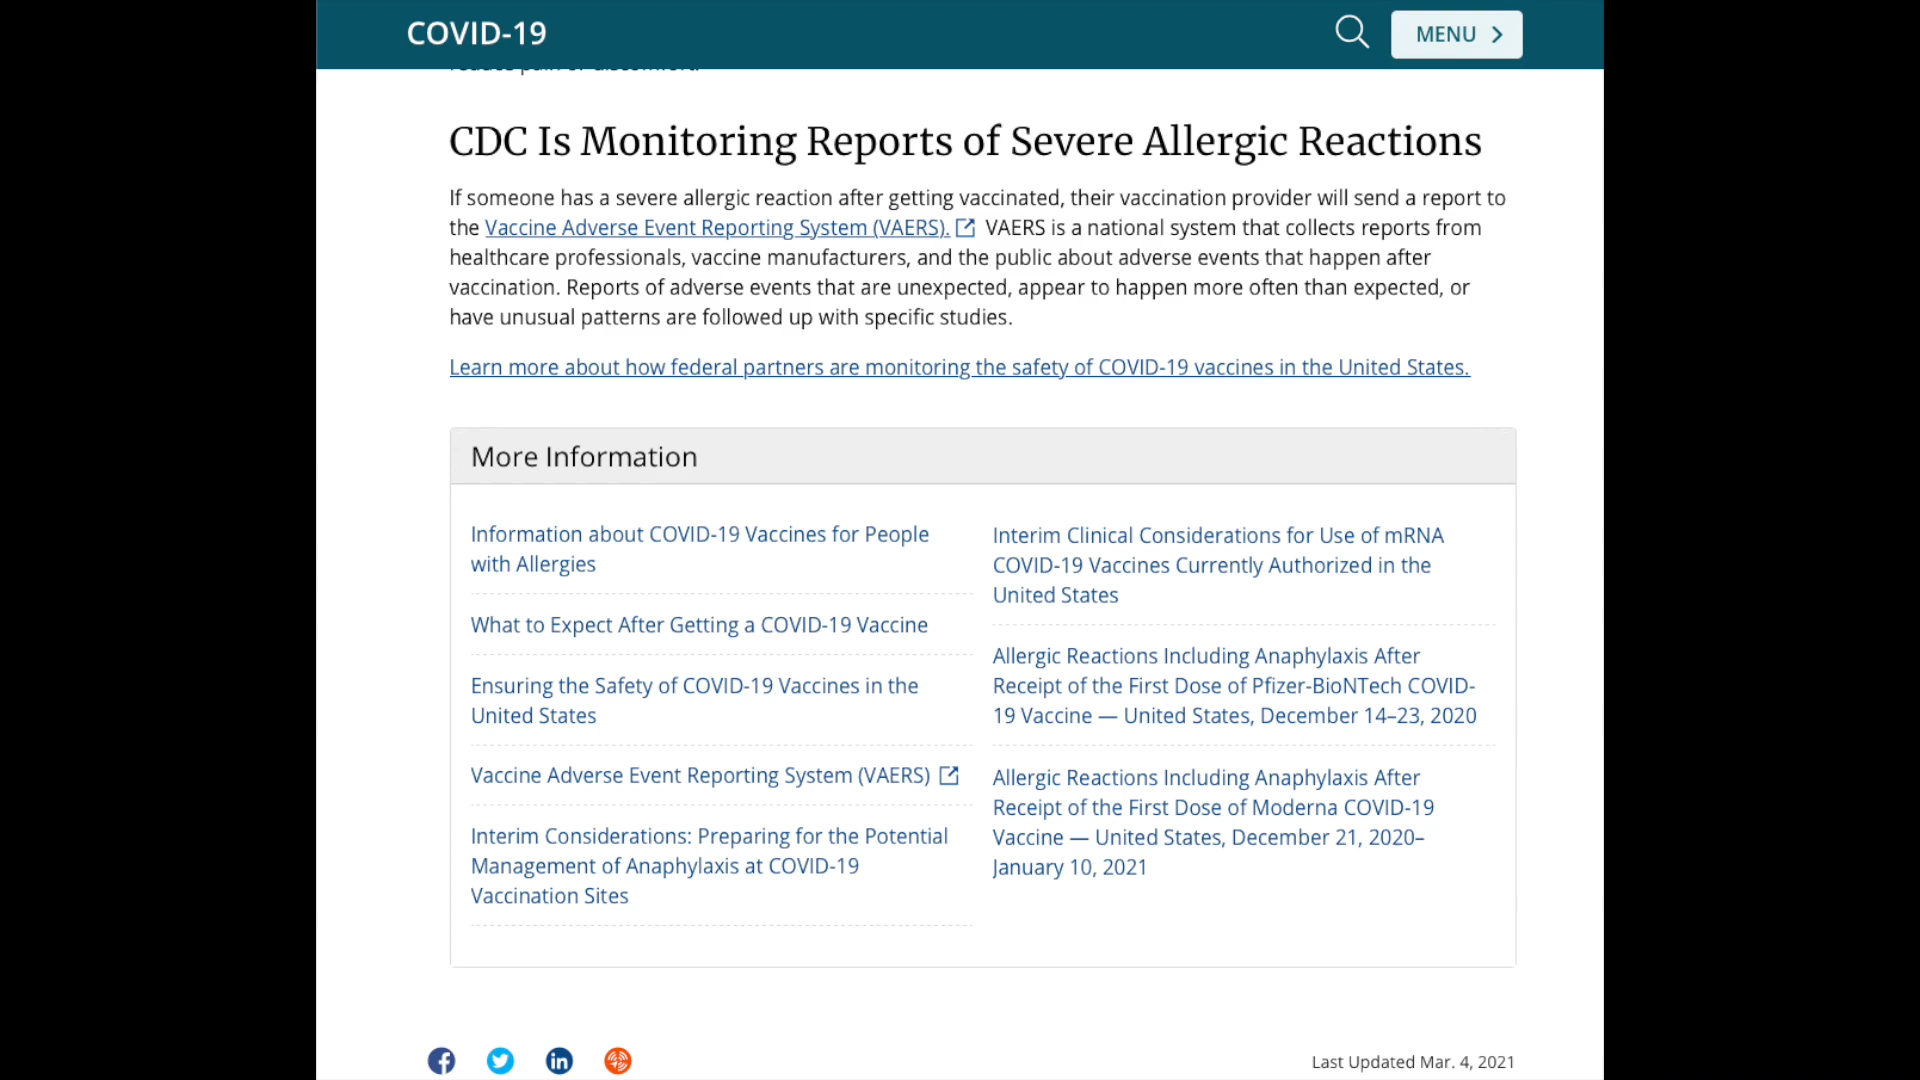 COVID-19
MENU
CDC Is Monitoring Reports of Severe Allergic Reactions
If someone has a severe allergic reaction after getting vaccinated, their vaccination provider will send a report to
the Vaccine Adverse Event Reporting System (VAERS). VAERS is a national system that collects reports from
healthcare professionals, vaccine manufacturers, and the public about adverse events that happen after
vaccination. Reports of adverse events that are unexpected, appear to happen more often than expected, or
have unusual patterns are followed up with specific studies.
Learn more about how federal partners are monitoring the safety of COVID-19 vaccines in the United States.
More Information
Information about COVID-19 Vaccines for People
with Allergies
What to Expect After Getting a COVID-19 Vaccine
Ensuring the Safety of COVID-19 Vaccines in the
United States
Vaccine Adverse Event Reporting System (VAERS)
Interim Considerations: Preparing for the Potential
Management of Anaphylaxis at COVID-19
Vaccination Sites
Interim Clinical Considerations for Use of mRNA
COVID-19 Vaccines Currently Authorized in the
United States
Allergic Reactions Including Anaphylaxis After
Receipt of the First Dose of Pfizer-BioNTech COVID-
19 Vaccine — United States, December 14–23, 2020
Allergic Reactions Including Anaphylaxis After
Receipt of the First Dose of Moderna COVID-19
Vaccine — United States, December 21, 2020–
January 10, 2021
Last Updated Mar. 4, 2021